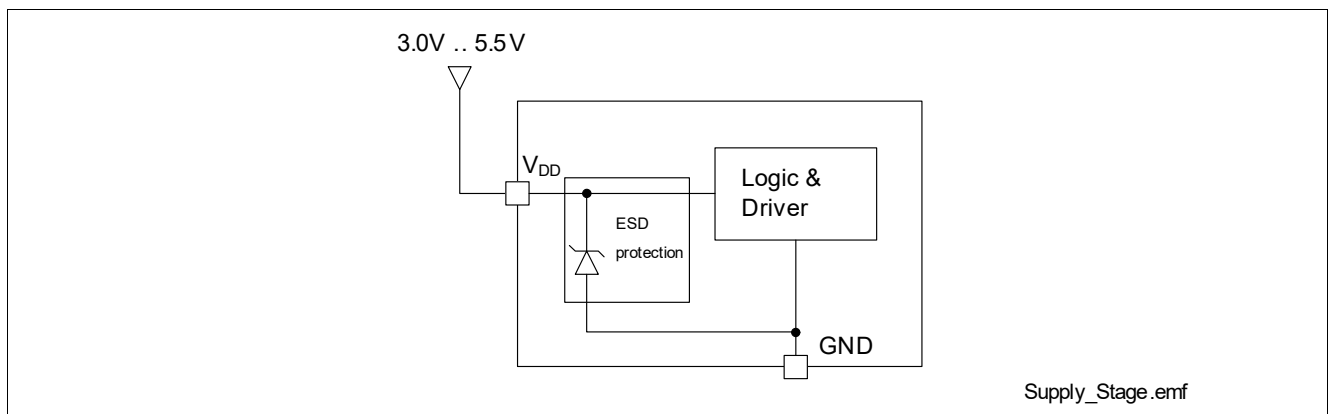 3.0V .. 5.5V
VDD
Logic &
Driver
ESD
protection
GND
Supply_Stage.emf